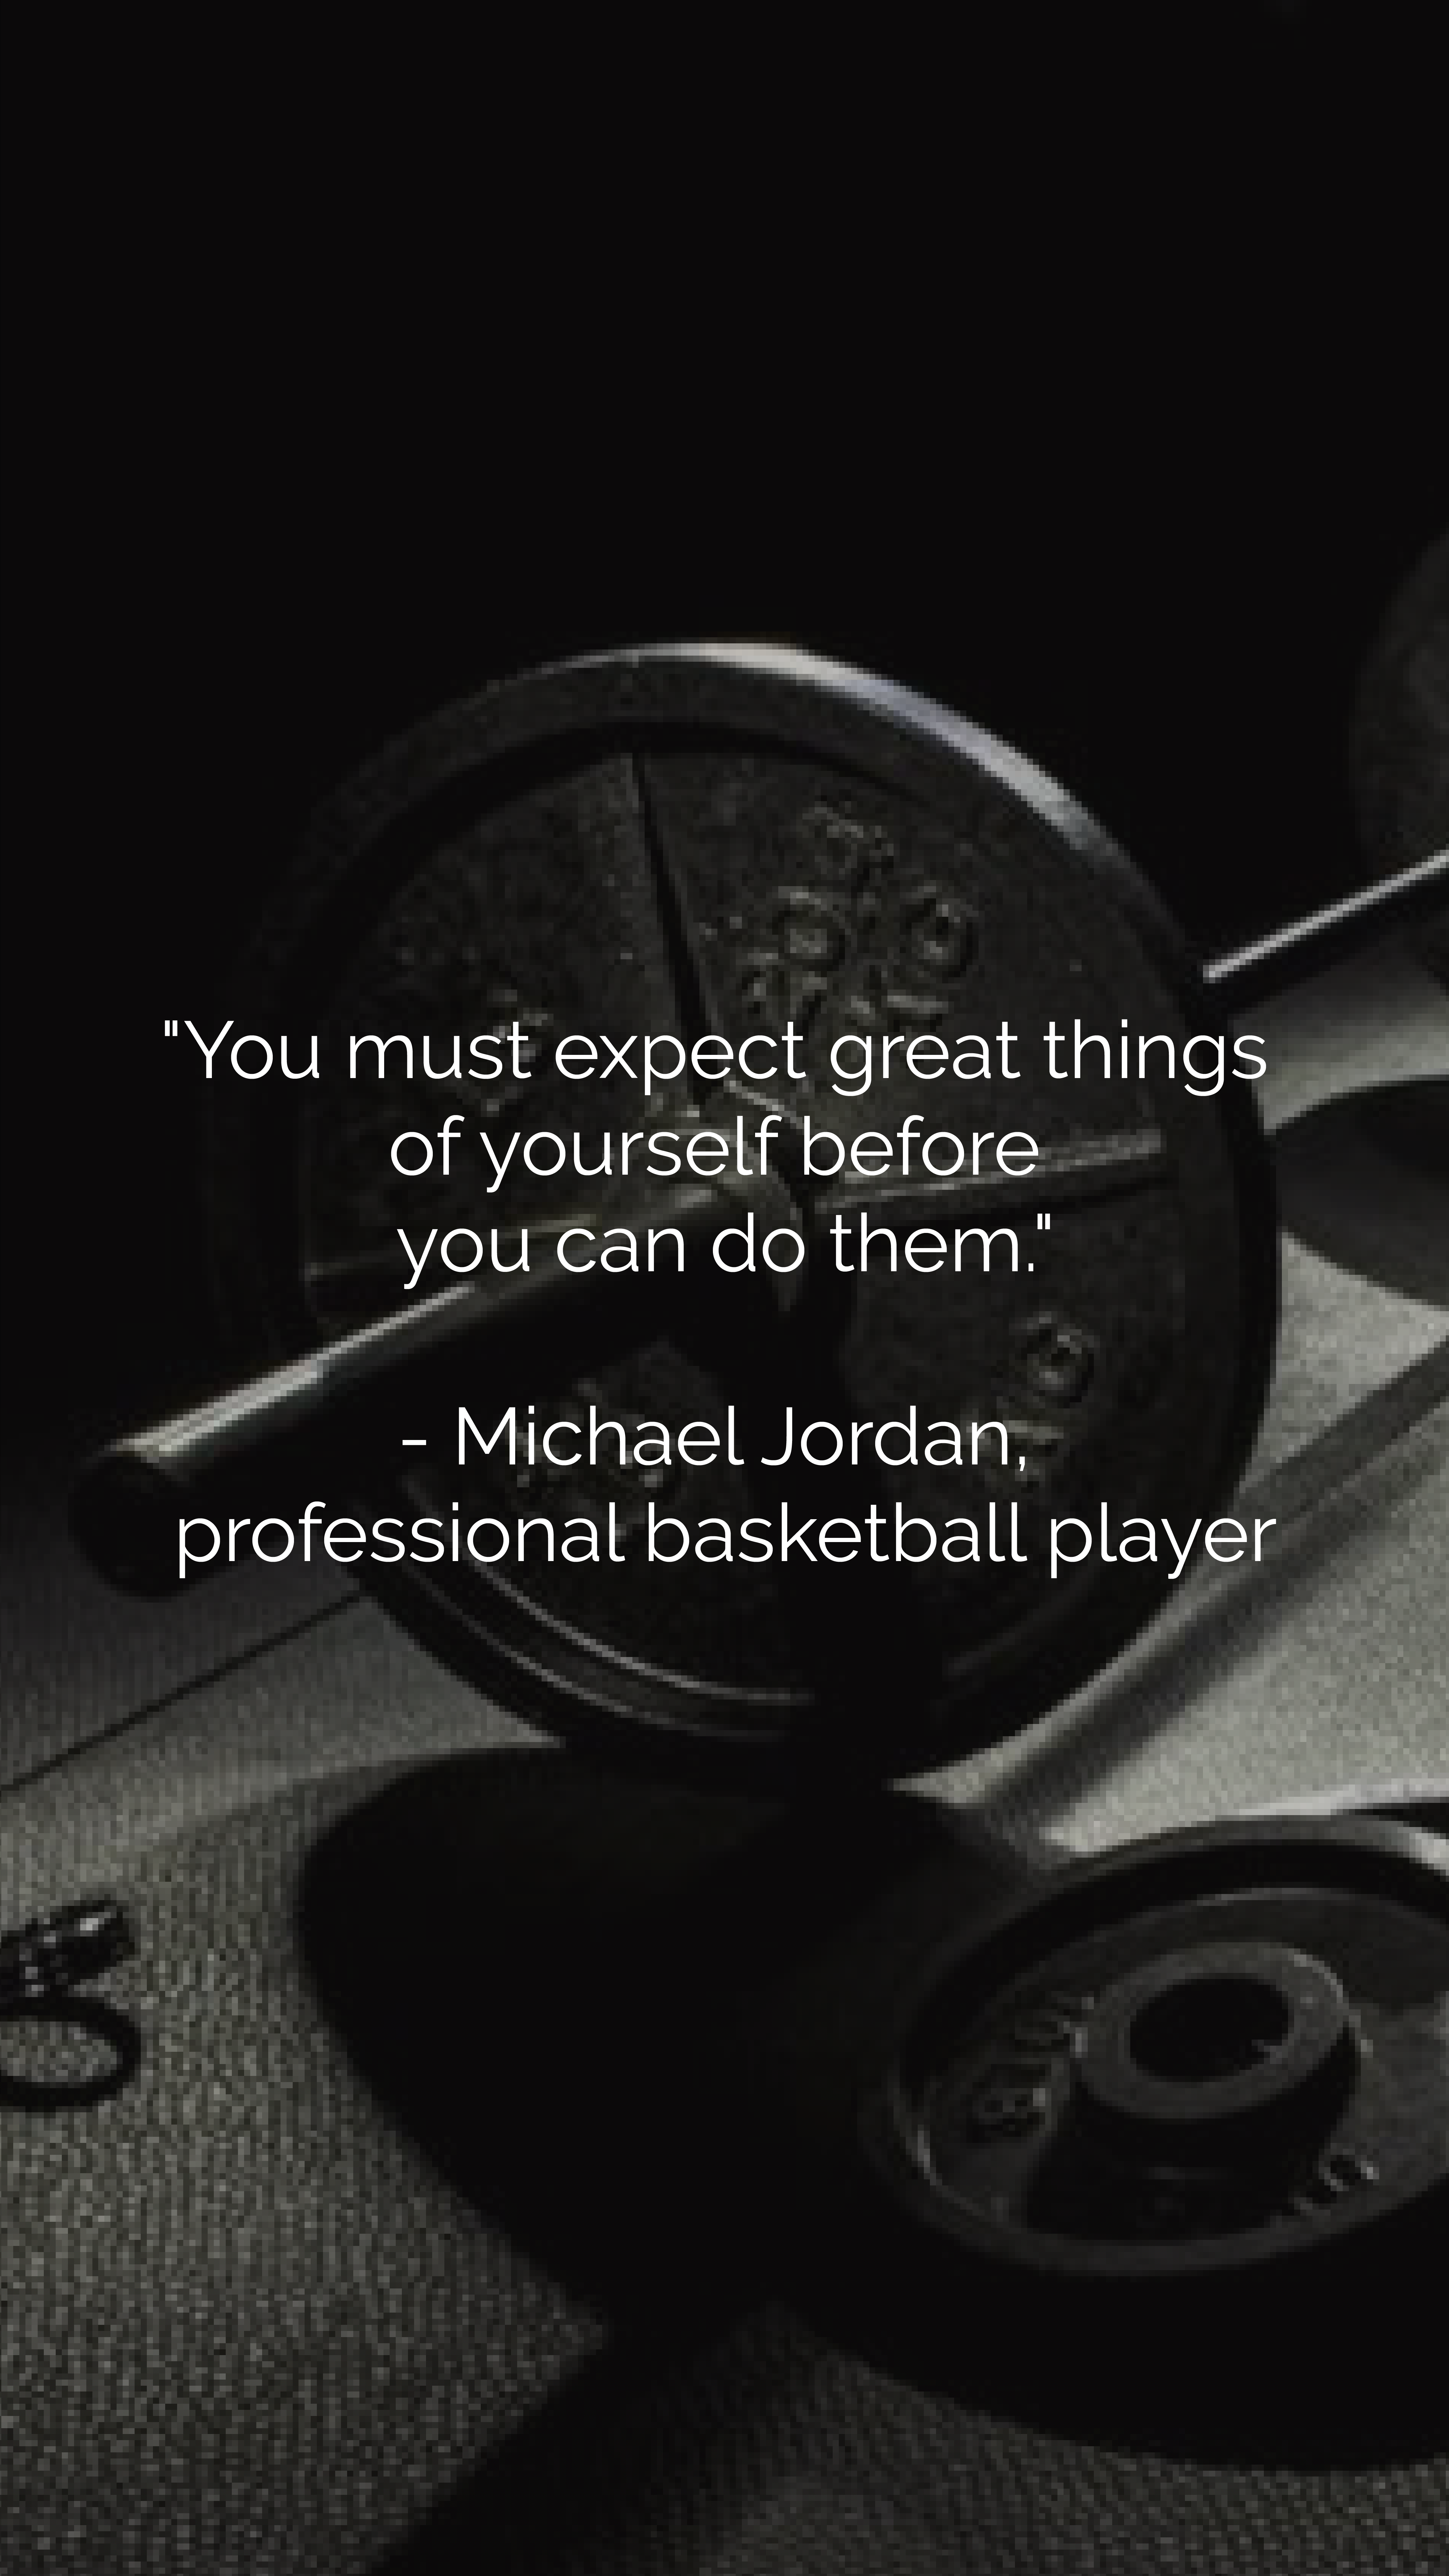 "You must expect great things
of yourself before
you can do them."
- Michael Jordan,
professional basketball player